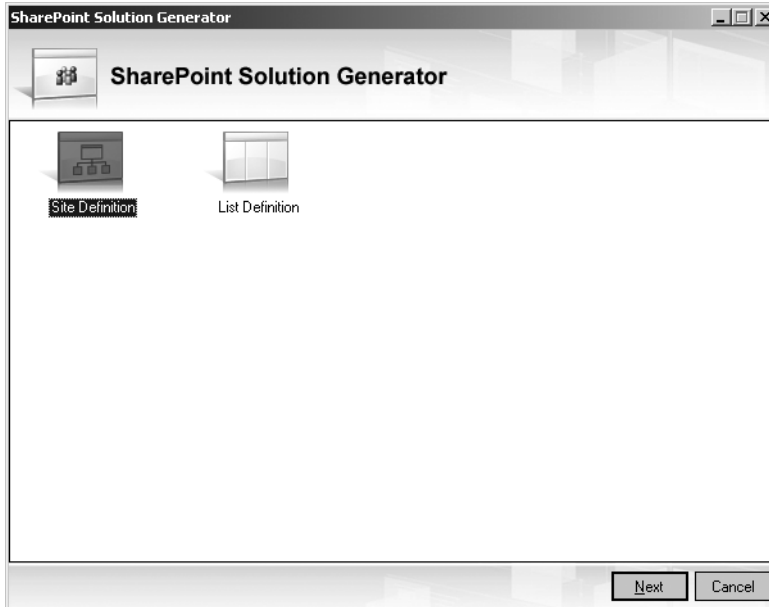 SharePoint Solution Generator
SharePoint Solution Generator
Site Definition
List Definition
Next
Cancel